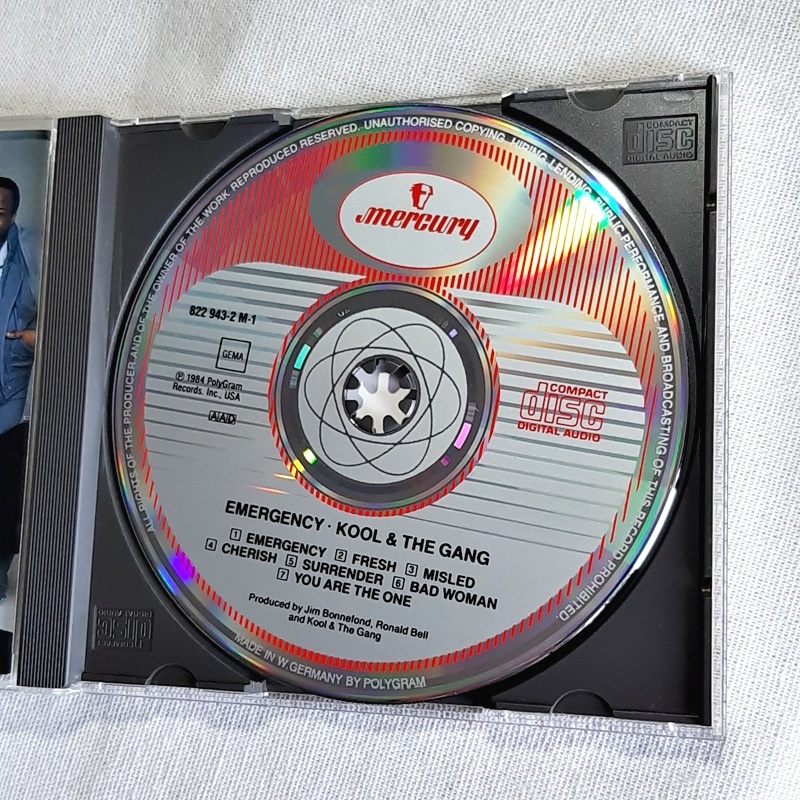 ALL RIGHTS OF THE PRODUCER AND OF THE OWNER OF THE WORK REPRODUCED RESERVED. UNAUTHORISED COPYING, HIRING, LENDING, PUBLIC PERFORMANCE AND BROADCASTING OF THIS RECORD PROHIBITED.
COMPACT
disc
DIGITAL AUDIO
mercury
822 943-2 M-1
GEMA
℗ 1984 PolyGram
Records, Inc., USA
AAD
COMPACT
disc
DIGITAL AUDIO
EMERGENCY · KOOL & THE GANG
1 EMERGENCY 2 FRESH 3 MISLED
4 CHERISH 5 SURRENDER 6 BAD WOMAN
7 YOU ARE THE ONE
Produced by Jim Bonnefond, Ronald Bell
and Kool & The Gang
MADE IN W. GERMANY BY POLYGRAM
COMPACT
disc
DIGITAL AUDIO